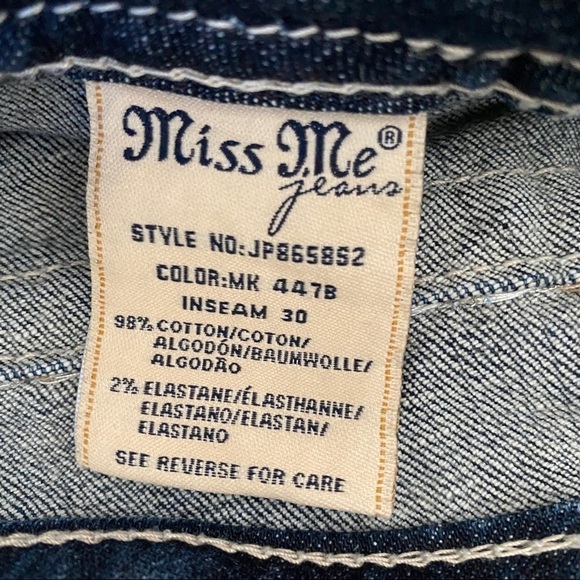 Miss Me®
jeans
STYLE NO:JP865852
COLOR:MK 447B
INSEAM 30
98% COTTON/COTON/
ALGODÓN/BAUMWOLLE/
ALGODÃO
2% ELASTANE/ÉLASTHANNE/
ELASTANO/ELASTAN/
ELASTANO
SEE REVERSE FOR CARE